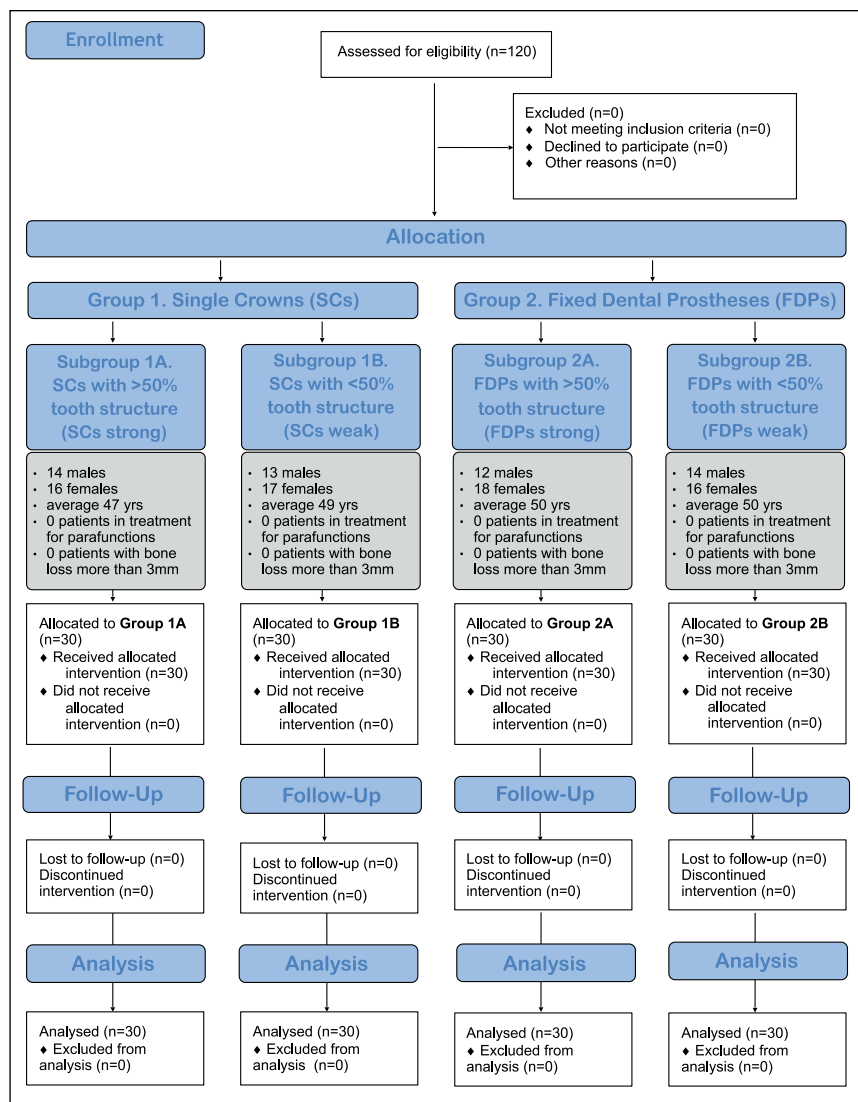 Enrollment
Assessed for eligibility (n=120)
Excluded (n=0)
♦ Not meeting inclusion criteria (n=0)
♦ Declined to participate (n=0)
♦ Other reasons (n=0)
Allocation
Group 1. Single Crowns (SCs)
Group 2. Fixed Dental Prostheses (FDPs)
Subgroup 1A.
SCs with >50%
tooth structure
(SCs strong)
Subgroup 1B.
SCs with <50%
tooth structure
(SCs weak)
Subgroup 2A.
FDPs with >50%
tooth structure
(FDPs strong)
Subgroup 2B.
FDPs with <50%
tooth structure
(FDPs weak)
· 14 males
· 16 females
· average 47 yrs
· 0 patients in treatment
for parafunctions
· 0 patients with bone
loss more than 3mm
· 13 males
· 17 females
· average 49 yrs
· 0 patients in treatment
for parafunctions
· 0 patients with bone
loss more than 3mm
· 12 males
· 18 females
· average 50 yrs
· 0 patients in treatment
for parafunctions
· 0 patients with bone
loss more than 3mm
· 14 males
· 16 females
· average 50 yrs
· 0 patients in treatment
for parafunctions
· 0 patients with bone
loss more than 3mm
Allocated to Group 1A
(n=30)
♦ Received allocated
intervention (n=30)
♦ Did not receive
allocated
intervention (n=0)
Allocated to Group 1B
(n=30)
♦ Received allocated
intervention (n=30)
♦ Did not receive
allocated
intervention (n=0)
Allocated to Group 2A
(n=30)
♦ Received allocated
intervention (n=30)
♦ Did not receive
allocated
intervention (n=0)
Allocated to Group 2B
(n=30)
♦ Received allocated
intervention (n=30)
♦ Did not receive
allocated
intervention (n=0)
Follow-Up
Follow-Up
Follow-Up
Follow-Up
Lost to follow-up (n=0)
Discontinued
intervention (n=0)
Lost to follow-up (n=0)
Discontinued
intervention (n=0)
Lost to follow-up (n=0)
Discontinued
intervention (n=0)
Lost to follow-up (n=0)
Discontinued
intervention (n=0)
Analysis
Analysis
Analysis
Analysis
Analysed (n=30)
♦ Excluded from
analysis (n=0)
Analysed (n=30)
♦ Excluded from
analysis (n=0)
Analysed (n=30)
♦ Excluded from
analysis (n=0)
Analysed (n=30)
♦ Excluded from
analysis (n=0)